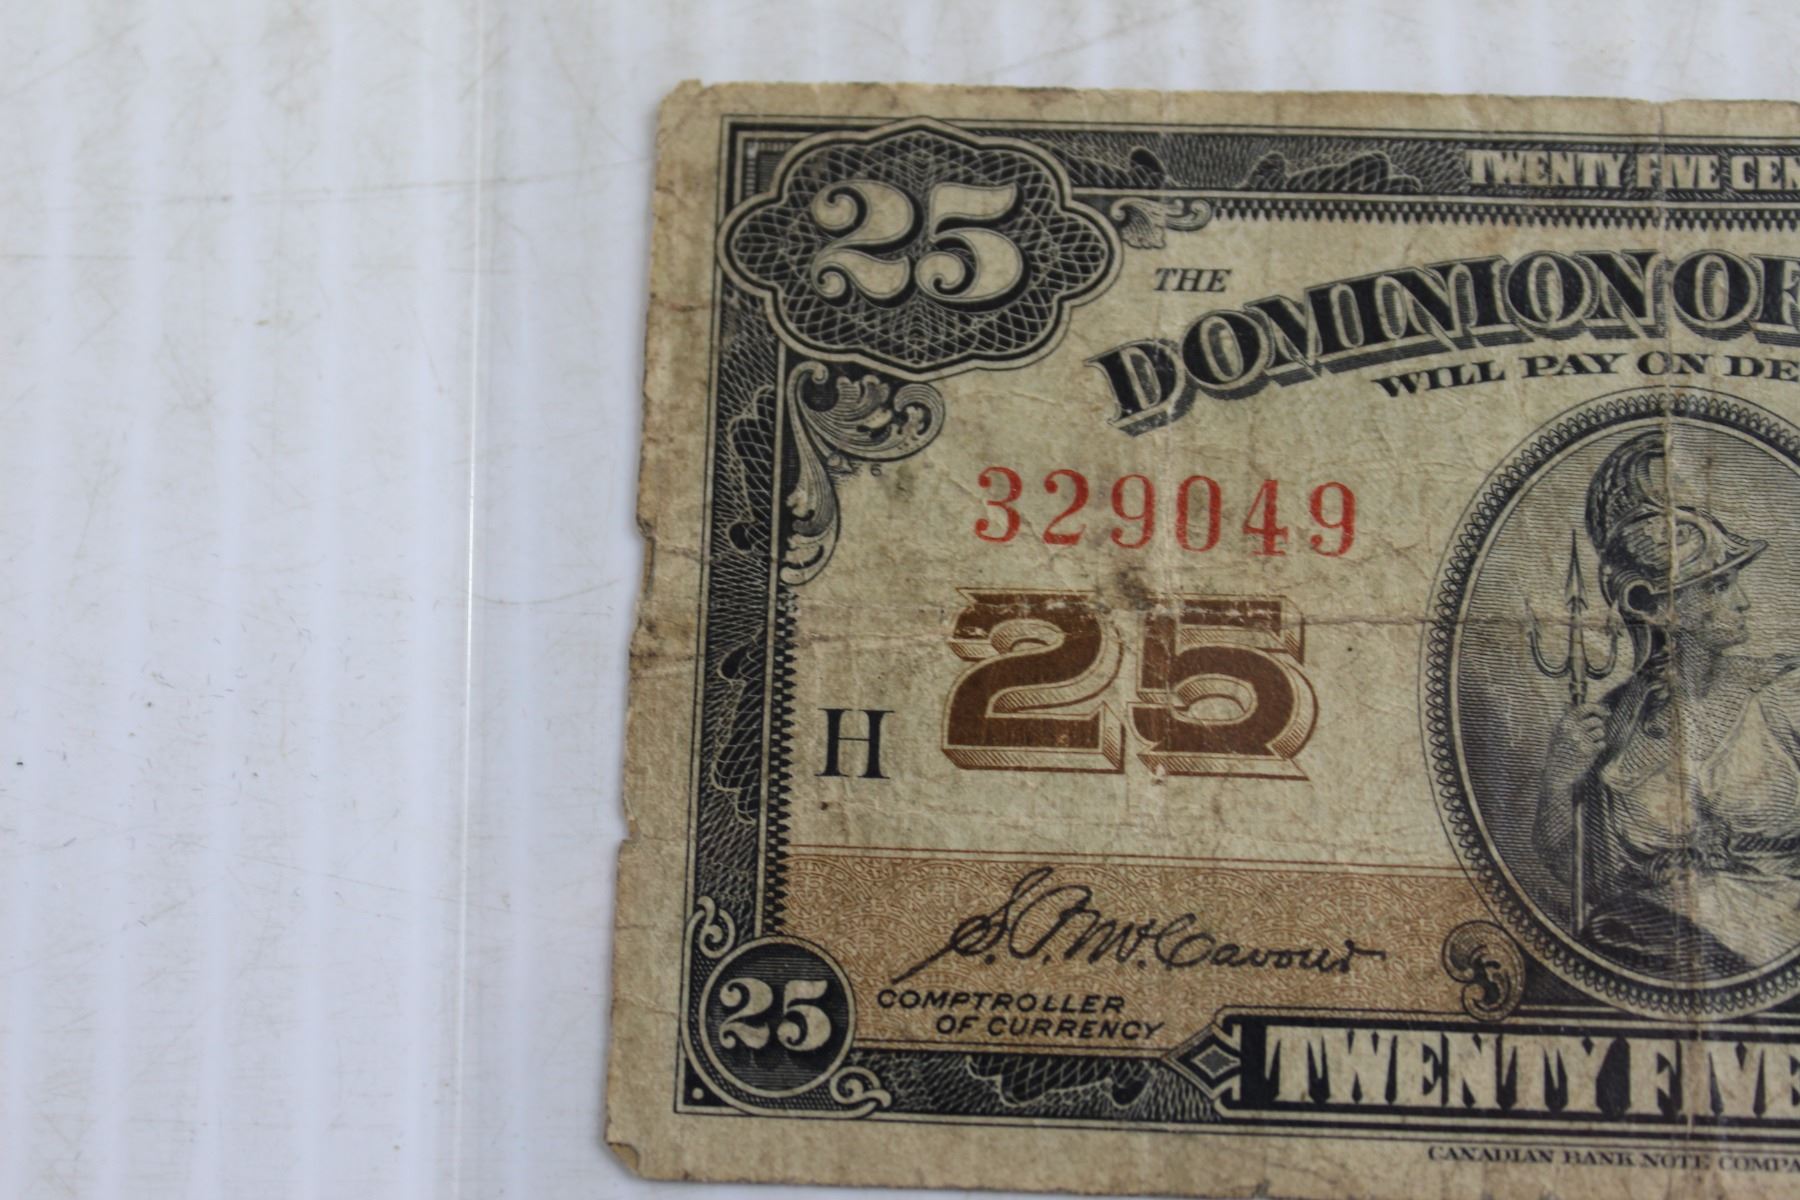 25
TWENTY FIVE CEN
THE
DOMINION OF
WILL PAY ON DE
329049
25
H
S.P. McCavour
COMPTROLLER
OF CURRENCY
25
TWENTY FIVE
CANADIAN BANK NOTE COMPA